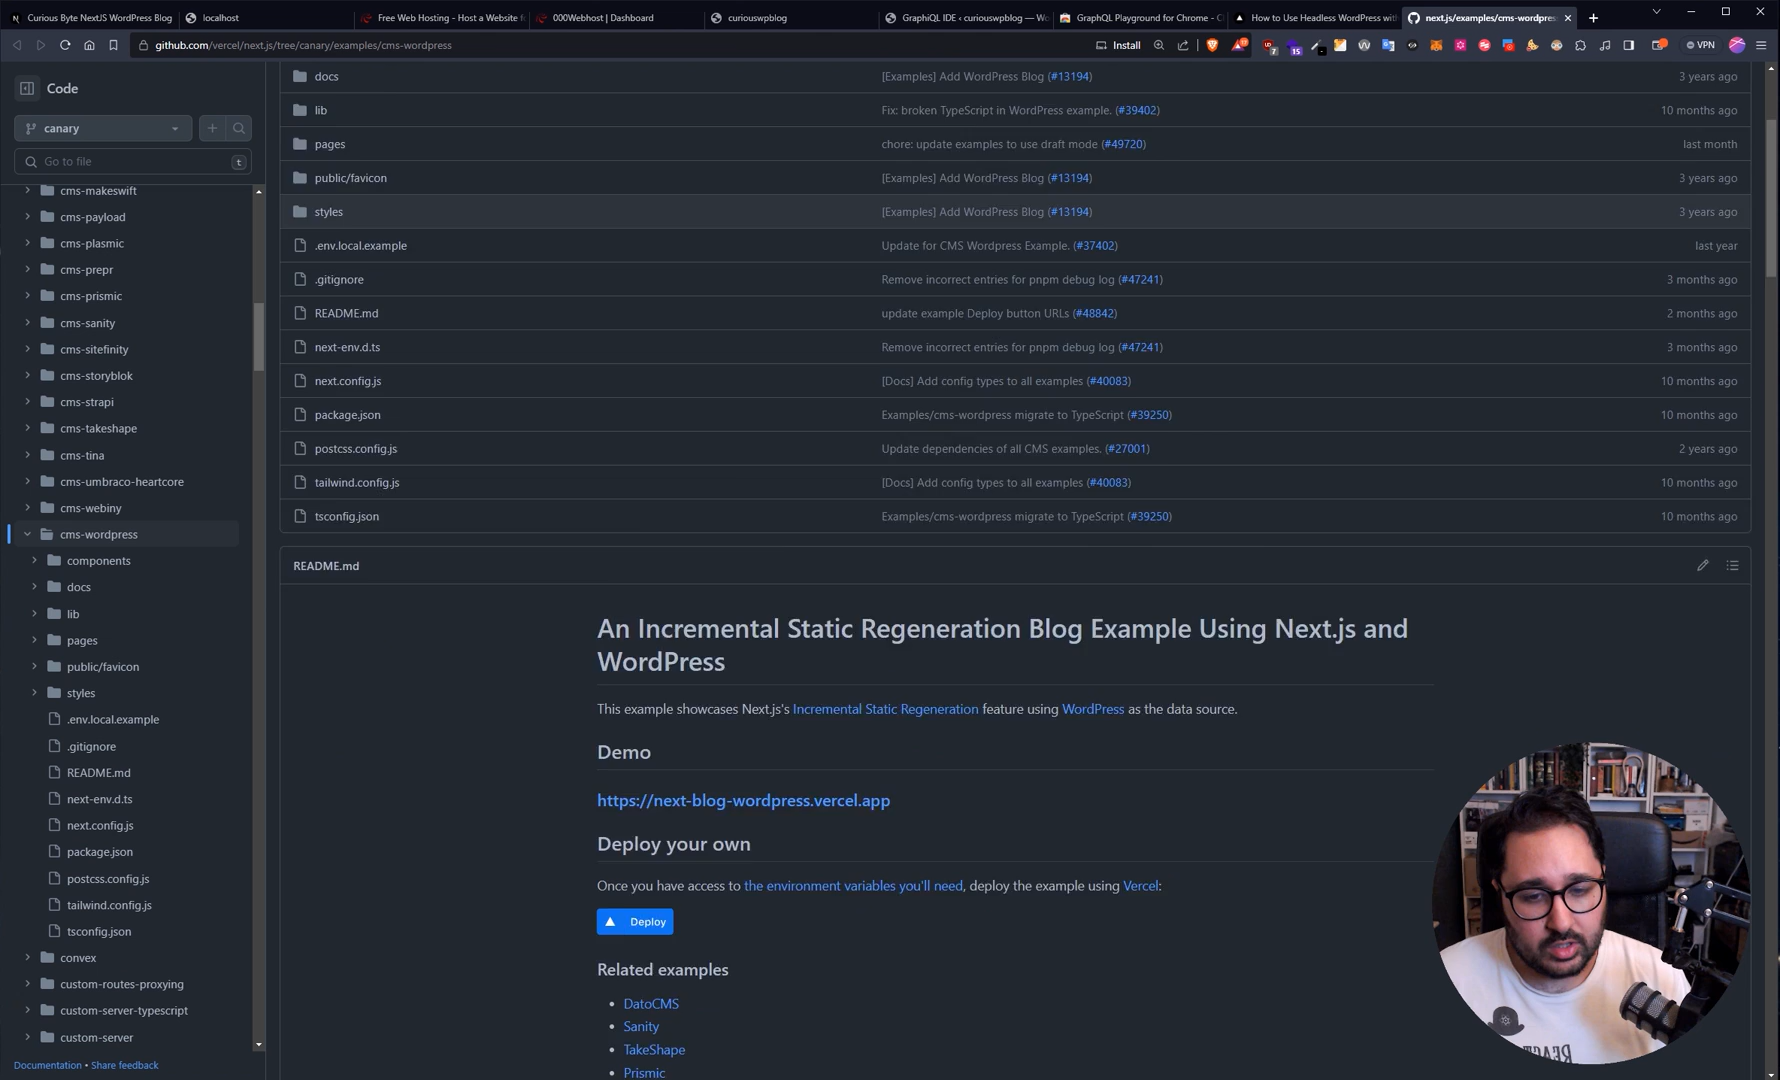 Curious Byte NextJS WordPress Blog
localhost
Free Web Hosting - Host a Website f
000Webhost | Dashboard
curiouswpblog
GraphiQL IDE ‹ curiouswpblog — Wo
GraphQL Playground for Chrome - C
How to Use Headless WordPress with
next.js/examples/cms-wordpress
github.com/vercel/next.js/tree/canary/examples/cms-wordpress
Install
VPN
Code
canary
Go to file
t
cms-makeswift
cms-payload
cms-plasmic
cms-prepr
cms-prismic
cms-sanity
cms-sitefinity
cms-storyblok
cms-strapi
cms-takeshape
cms-tina
cms-umbraco-heartcore
cms-webiny
cms-wordpress
components
docs
lib
pages
public/favicon
styles
.env.local.example
.gitignore
README.md
next-env.d.ts
next.config.js
package.json
postcss.config.js
tailwind.config.js
tsconfig.json
convex
custom-routes-proxying
custom-server-typescript
custom-server
Documentation • Share feedback
docs [Examples] Add WordPress Blog (#13194) 3 years ago
lib Fix: broken TypeScript in WordPress example. (#39402) 10 months ago
pages chore: update examples to use draft mode (#49720) last month
public/favicon [Examples] Add WordPress Blog (#13194) 3 years ago
styles [Examples] Add WordPress Blog (#13194) 3 years ago
.env.local.example Update for CMS Wordpress Example. (#37402) last year
.gitignore Remove incorrect entries for pnpm debug log (#47241) 3 months ago
README.md update example Deploy button URLs (#48842) 2 months ago
next-env.d.ts Remove incorrect entries for pnpm debug log (#47241) 3 months ago
next.config.js [Docs] Add config types to all examples (#40083) 10 months ago
package.json Examples/cms-wordpress migrate to TypeScript (#39250) 10 months ago
postcss.config.js Update dependencies of all CMS examples. (#27001) 2 years ago
tailwind.config.js [Docs] Add config types to all examples (#40083) 10 months ago
tsconfig.json Examples/cms-wordpress migrate to TypeScript (#39250) 10 months ago
README.md
An Incremental Static Regeneration Blog Example Using Next.js and
WordPress
This example showcases Next.js's Incremental Static Regeneration feature using WordPress as the data source.
Demo
https://next-blog-wordpress.vercel.app
Deploy your own
Once you have access to the environment variables you'll need, deploy the example using Vercel:
Deploy
Related examples
• DatoCMS
• Sanity
• TakeShape
• Prismic